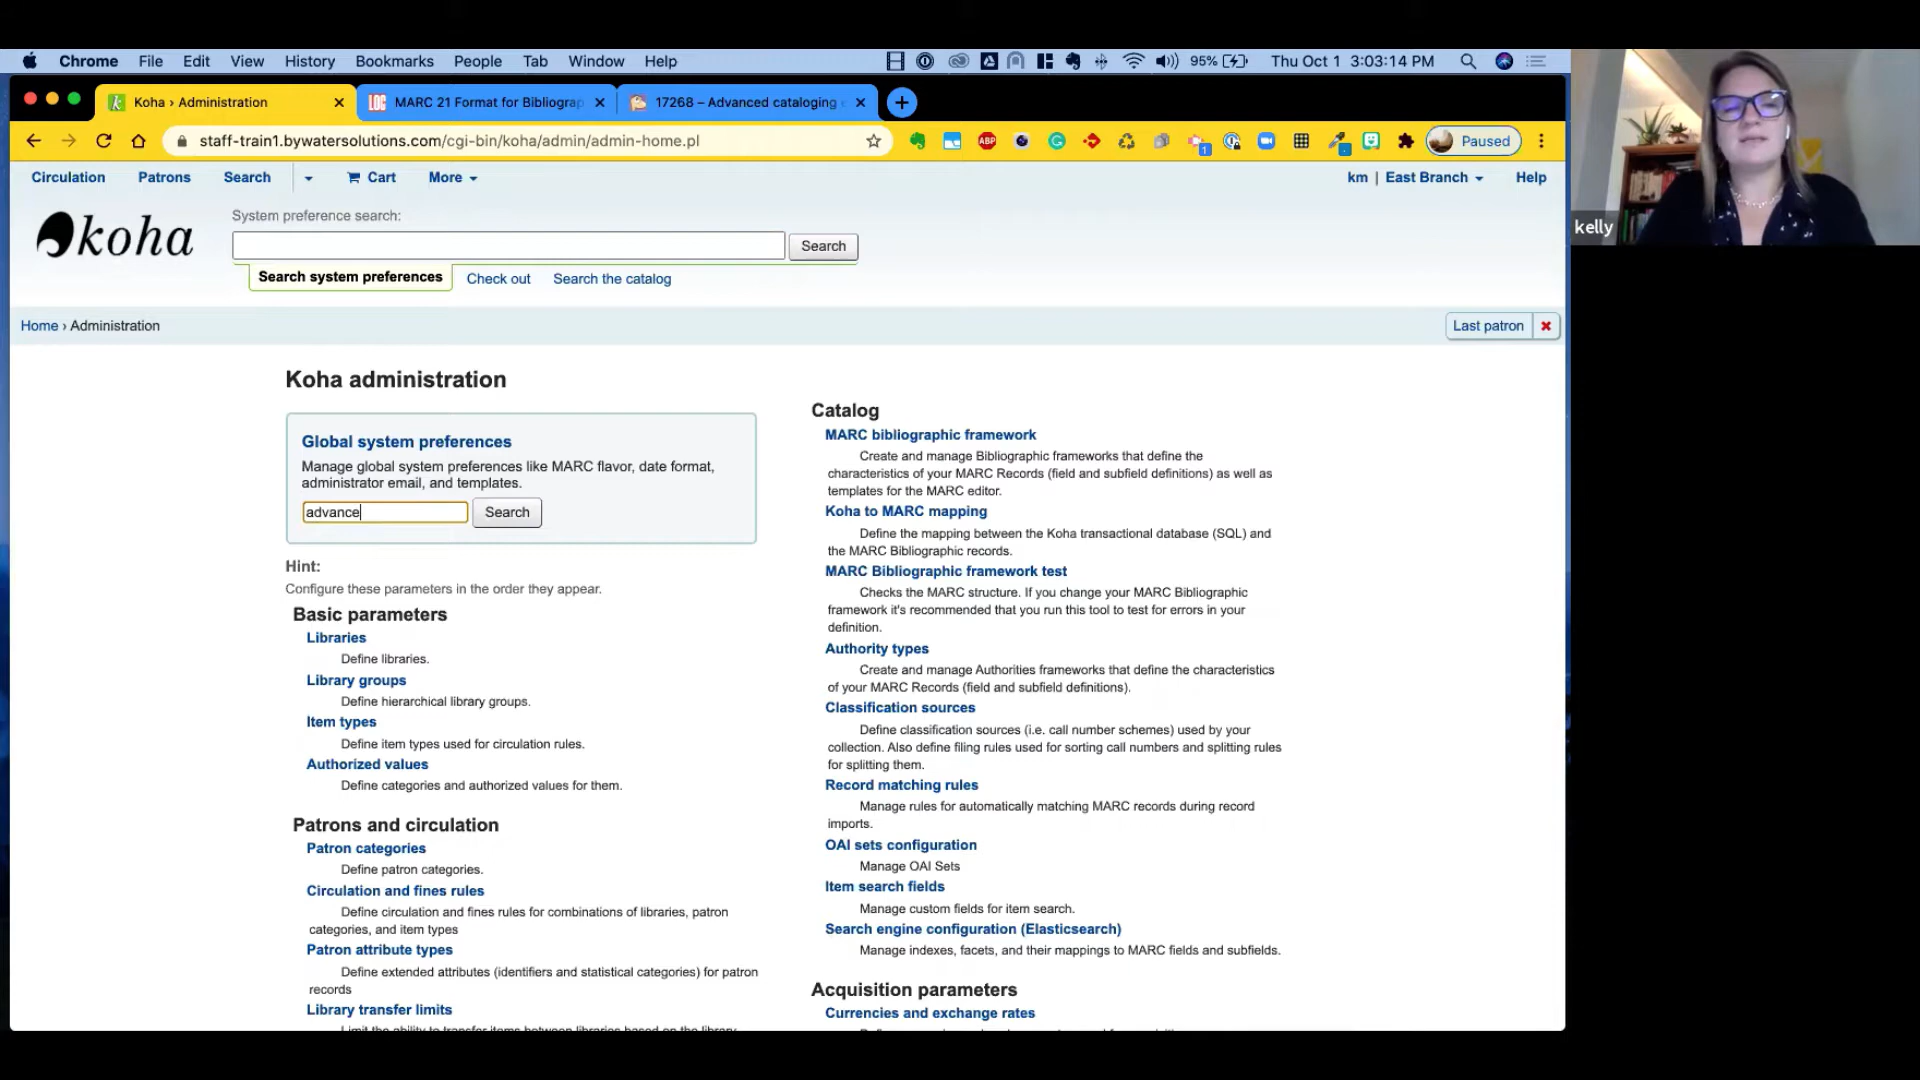 Chrome File Edit View History Bookmarks People Tab Window Help 95% Thu Oct 1 3:03:14 PM
Koha › Administration MARC 21 Format for Bibliograp 17268 – Advanced cataloging
staff-train1.bywatersolutions.com/cgi-bin/koha/admin/admin-home.pl Paused
Circulation Patrons Search Cart More km | East Branch Help
kelly
koha
System preference search:
Search
Search system preferences Check out Search the catalog
Home › Administration Last patron
Koha administration
Global system preferences
Manage global system preferences like MARC flavor, date format,
administrator email, and templates.
advance Search
Hint:
Configure these parameters in the order they appear.
Basic parameters
Libraries
Define libraries.
Library groups
Define hierarchical library groups.
Item types
Define item types used for circulation rules.
Authorized values
Define categories and authorized values for them.
Patrons and circulation
Patron categories
Define patron categories.
Circulation and fines rules
Define circulation and fines rules for combinations of libraries, patron
categories, and item types
Patron attribute types
Define extended attributes (identifiers and statistical categories) for patron
records
Library transfer limits
Limit the ability to transfer items between libraries based on the library
Catalog
MARC bibliographic framework
Create and manage Bibliographic frameworks that define the
characteristics of your MARC Records (field and subfield definitions) as well as
templates for the MARC editor.
Koha to MARC mapping
Define the mapping between the Koha transactional database (SQL) and
the MARC Bibliographic records.
MARC Bibliographic framework test
Checks the MARC structure. If you change your MARC Bibliographic
framework it's recommended that you run this tool to test for errors in your
definition.
Authority types
Create and manage Authorities frameworks that define the characteristics
of your MARC Records (field and subfield definitions).
Classification sources
Define classification sources (i.e. call number schemes) used by your
collection. Also define filing rules used for sorting call numbers and splitting rules
for splitting them.
Record matching rules
Manage rules for automatically matching MARC records during record
imports.
OAI sets configuration
Manage OAI Sets
Item search fields
Manage custom fields for item search.
Search engine configuration (Elasticsearch)
Manage indexes, facets, and their mappings to MARC fields and subfields.
Acquisition parameters
Currencies and exchange rates